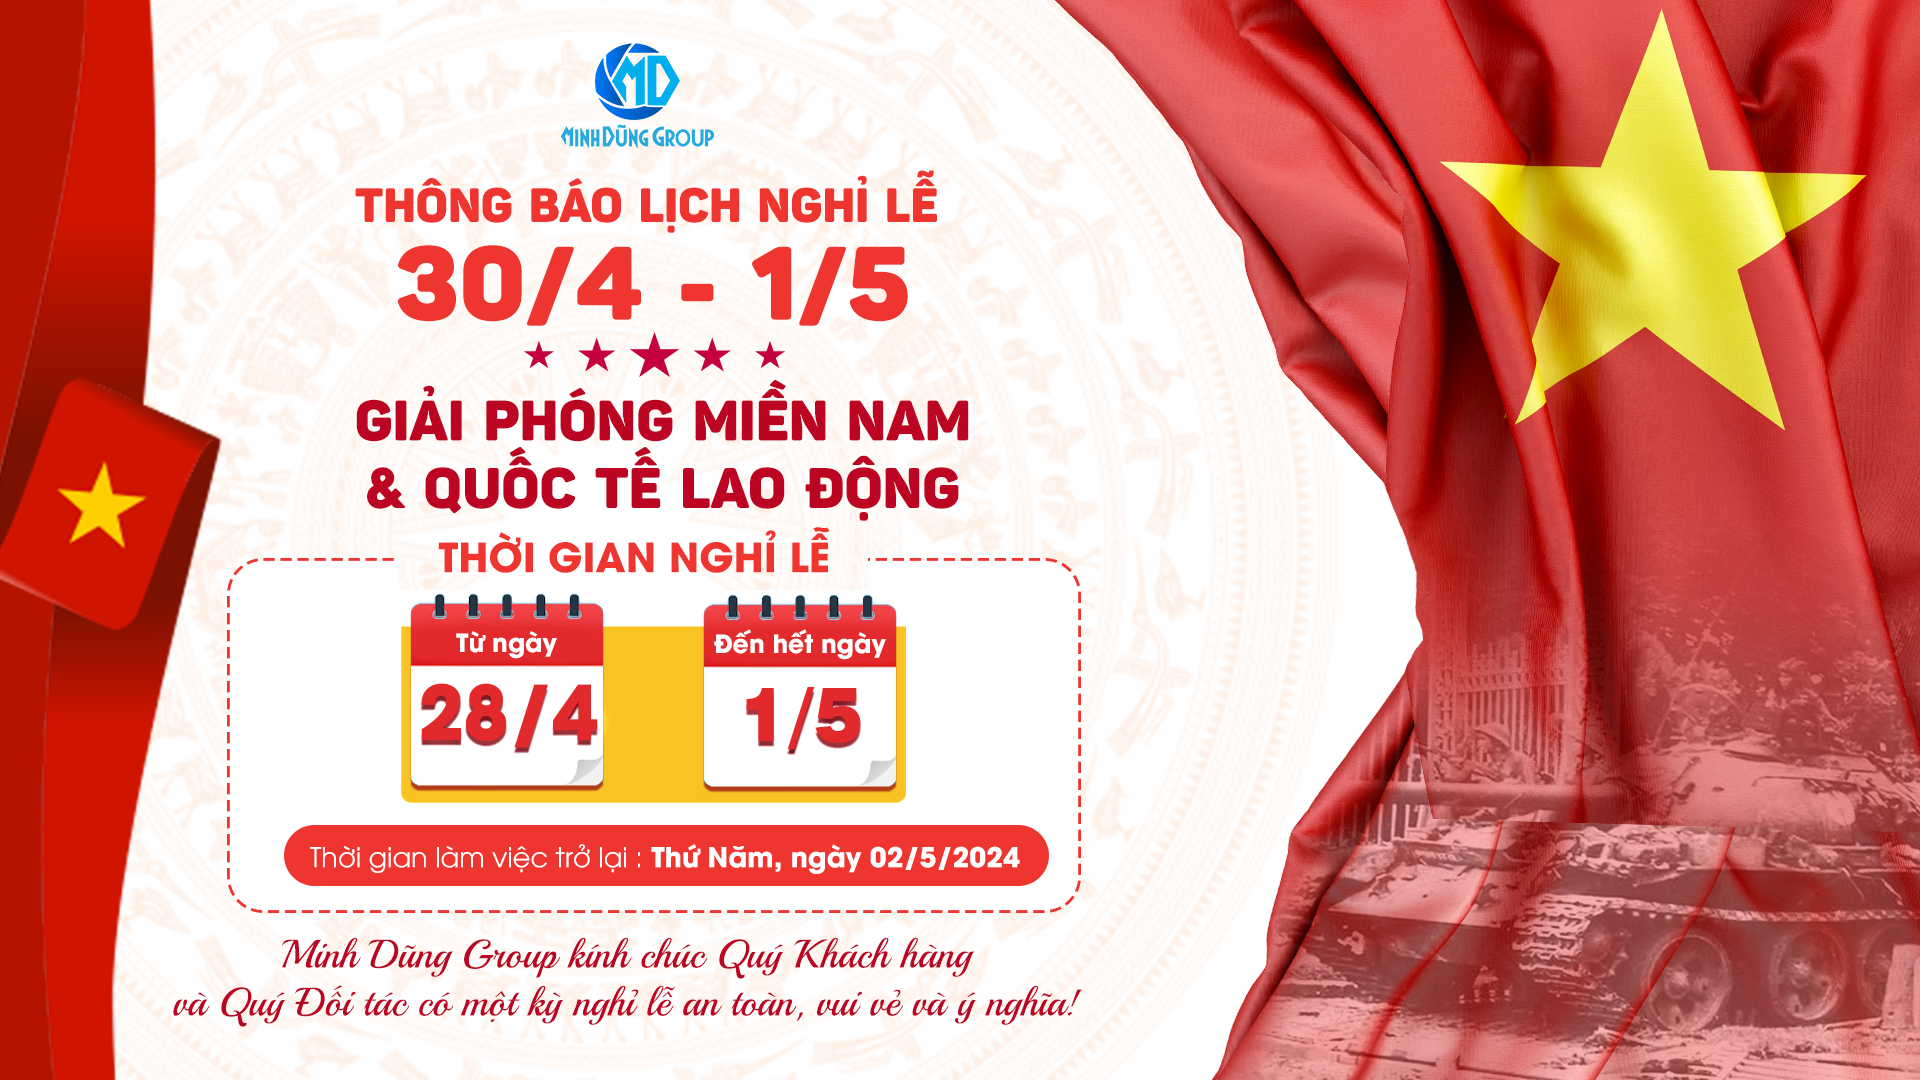 MD
MINH DŨNG GROUP
THÔNG BÁO LỊCH NGHỈ LỄ
30/4 - 1/5
GIẢI PHÓNG MIỀN NAM
& QUỐC TẾ LAO ĐỘNG
THỜI GIAN NGHỈ LỄ
Từ ngày
28/4
Đến hết ngày
1/5
Thời gian làm việc trở lại : Thứ Năm, ngày 02/5/2024
Minh Dũng Group kính chúc Quý Khách hàng
và Quý Đối tác có một kỳ nghỉ lễ an toàn, vui vẻ và ý nghĩa!